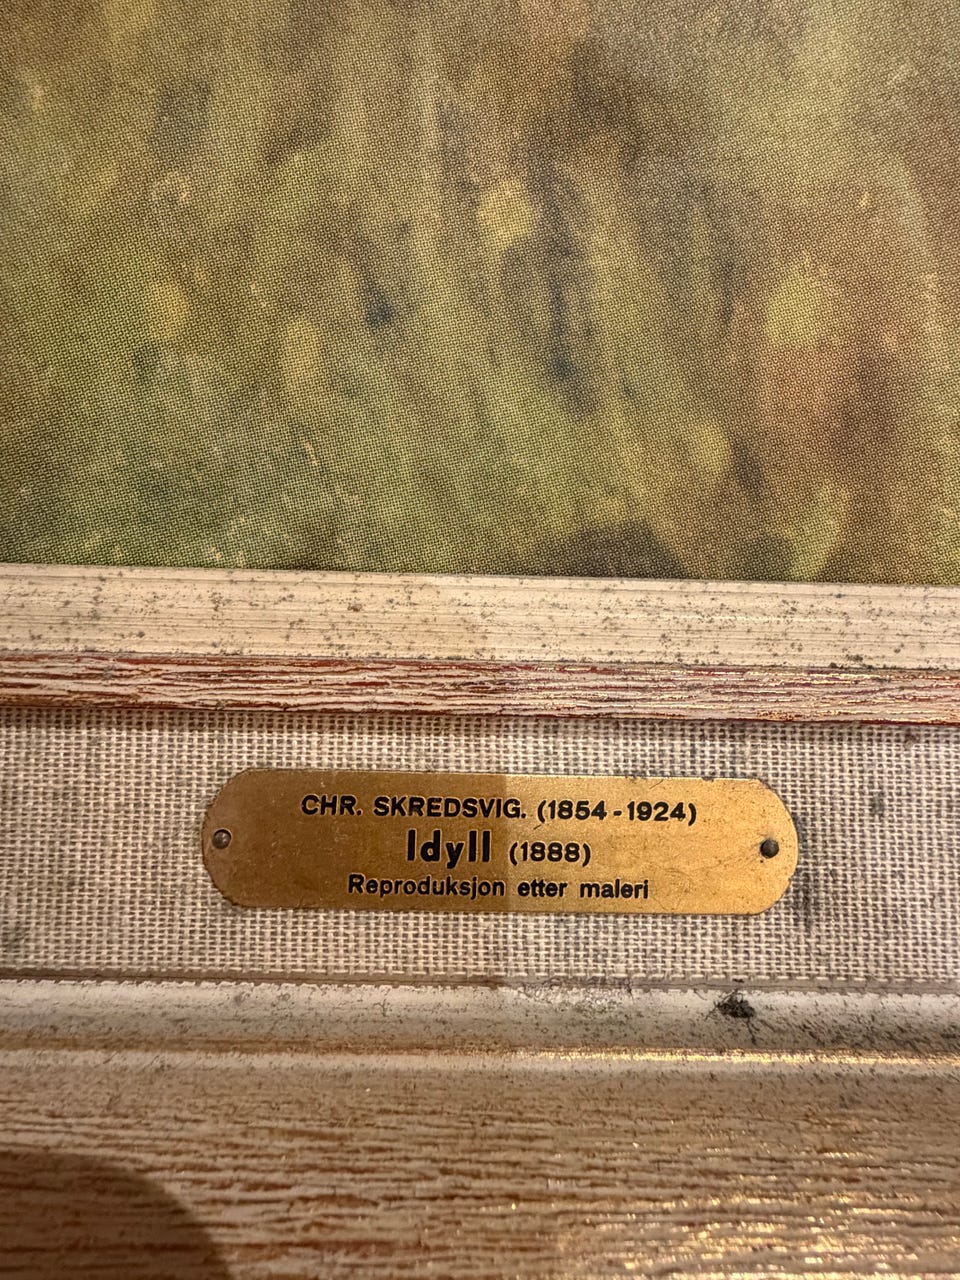 CHR. SKREDSVIG. (1854-1924)
Idyll (1888)
Reproduksjon etter maleri